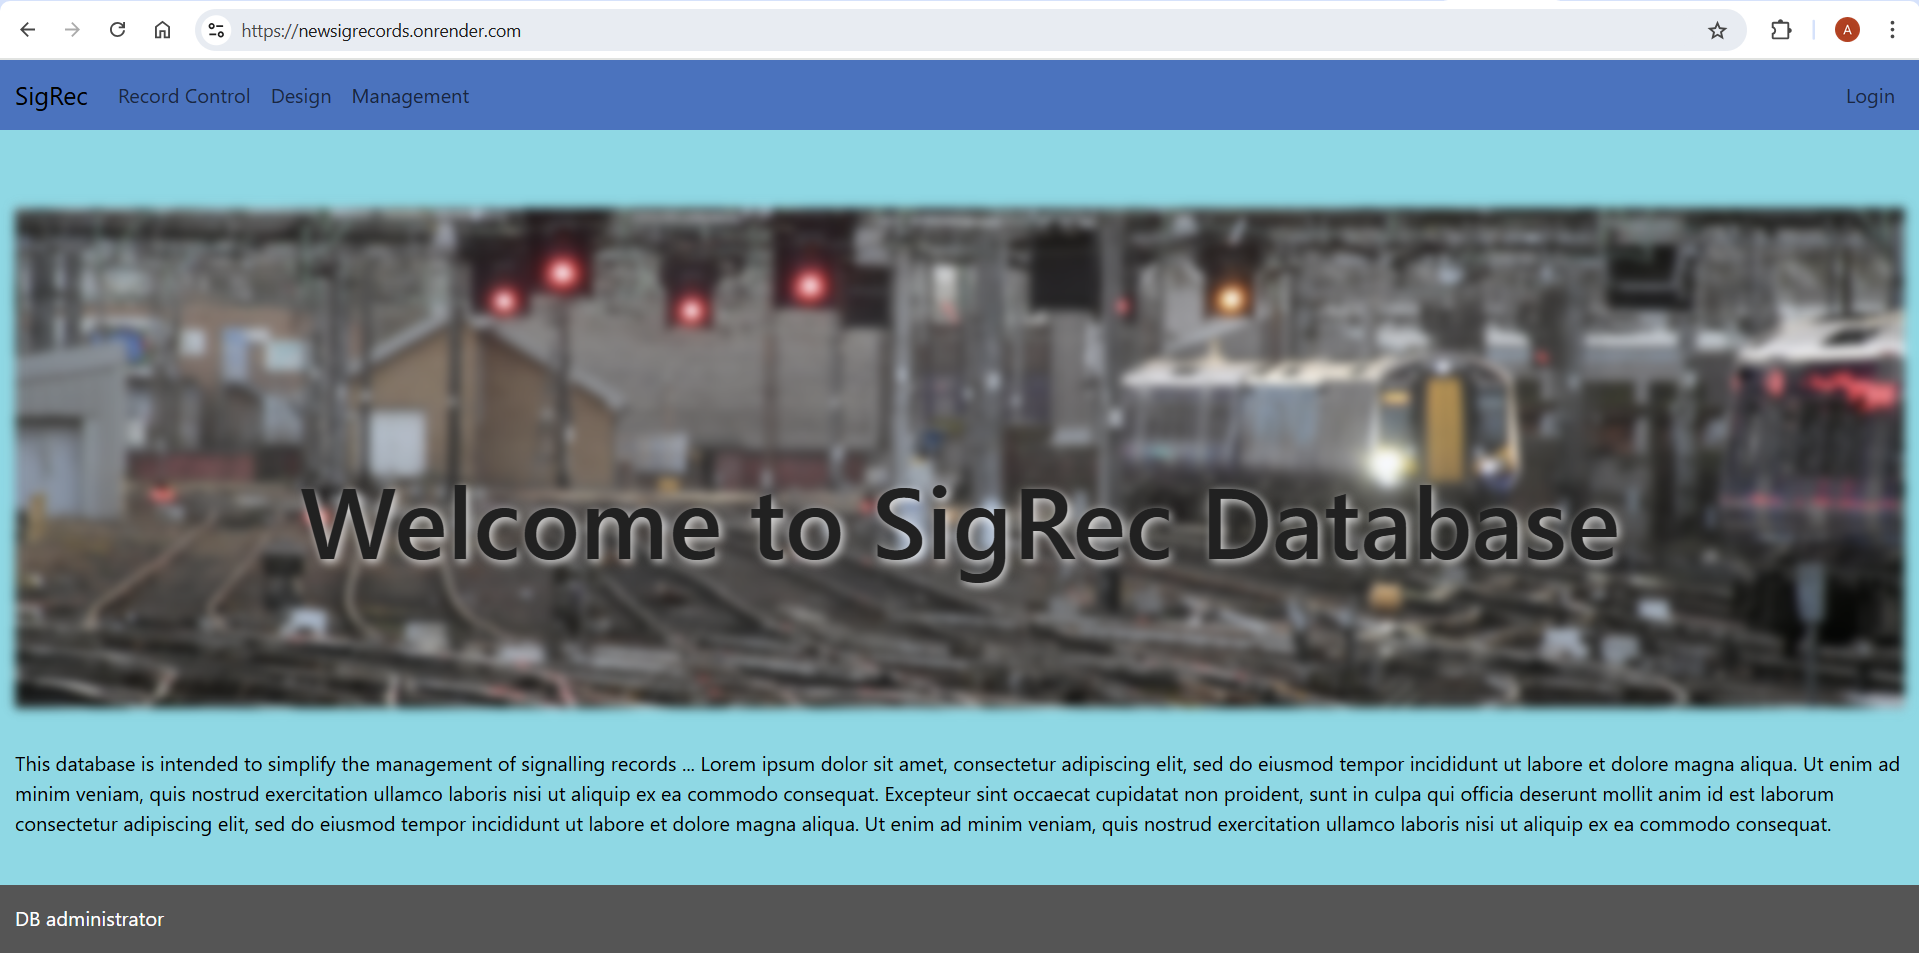 https://newsigrecords.onrender.com
A
SigRec Record Control Design Management Login
Welcome to SigRec Database
This database is intended to simplify the management of signalling records ... Lorem ipsum dolor sit amet, consectetur adipiscing elit, sed do eiusmod tempor incididunt ut labore et dolore magna aliqua. Ut enim ad
minim veniam, quis nostrud exercitation ullamco laboris nisi ut aliquip ex ea commodo consequat. Excepteur sint occaecat cupidatat non proident, sunt in culpa qui officia deserunt mollit anim id est laborum
consectetur adipiscing elit, sed do eiusmod tempor incididunt ut labore et dolore magna aliqua. Ut enim ad minim veniam, quis nostrud exercitation ullamco laboris nisi ut aliquip ex ea commodo consequat.
DB administrator